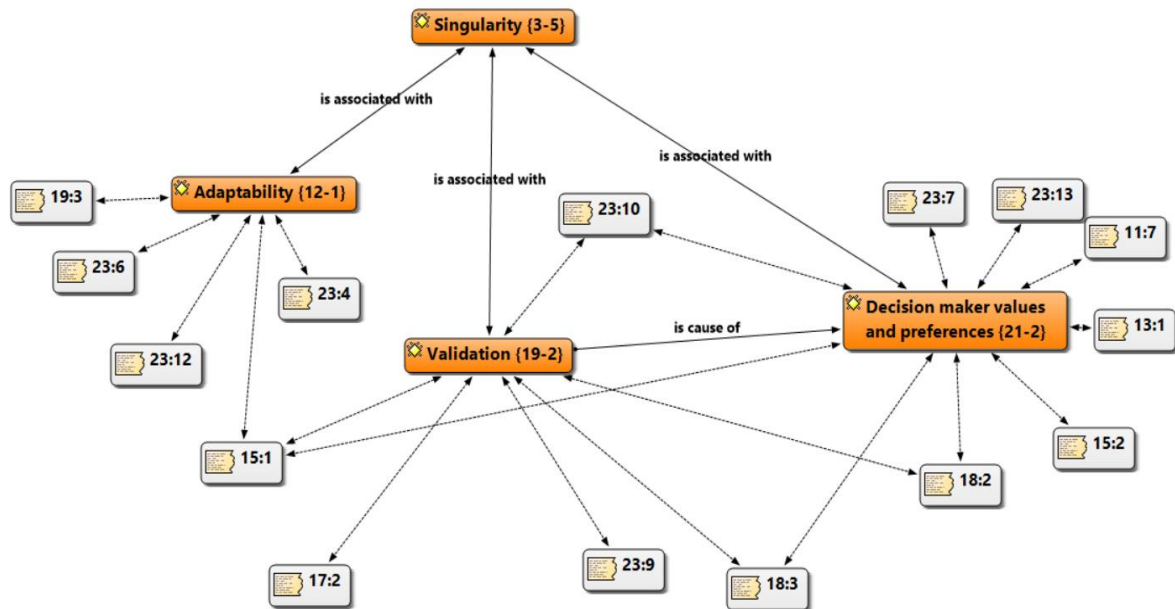 Singularity {3-5}
is associated with
is associated with
is associated with
Adaptability {12-1}
19:3
23:10
23:7
23:13
11:7
23:6
23:4
Decision maker values
and preferences {21-2}
13:1
is cause of
23:12
Validation {19-2}
15:1
15:2
18:2
17:2
23:9
18:3